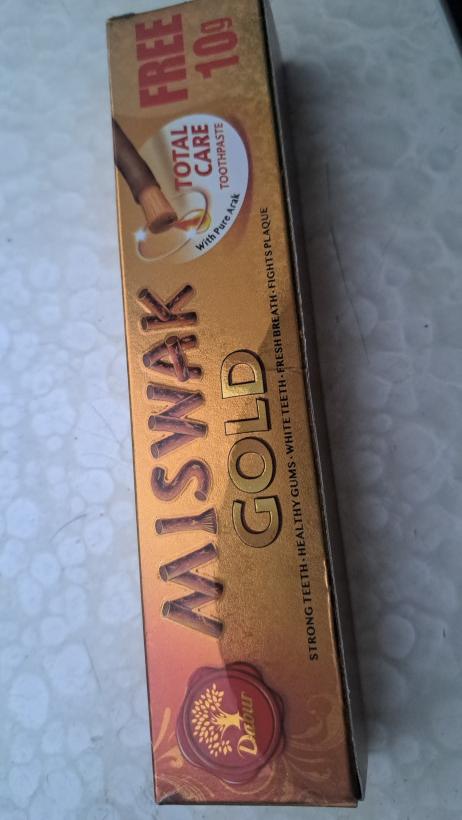 Dabur
MISWAK
GOLD
STRONG TEETH·HEALTHY GUMS·WHITE TEETH·FRESH BREATH·FIGHTS PLAQUE
TOTAL
CARE
TOOTHPASTE
With Pure Arak
FREE
10g